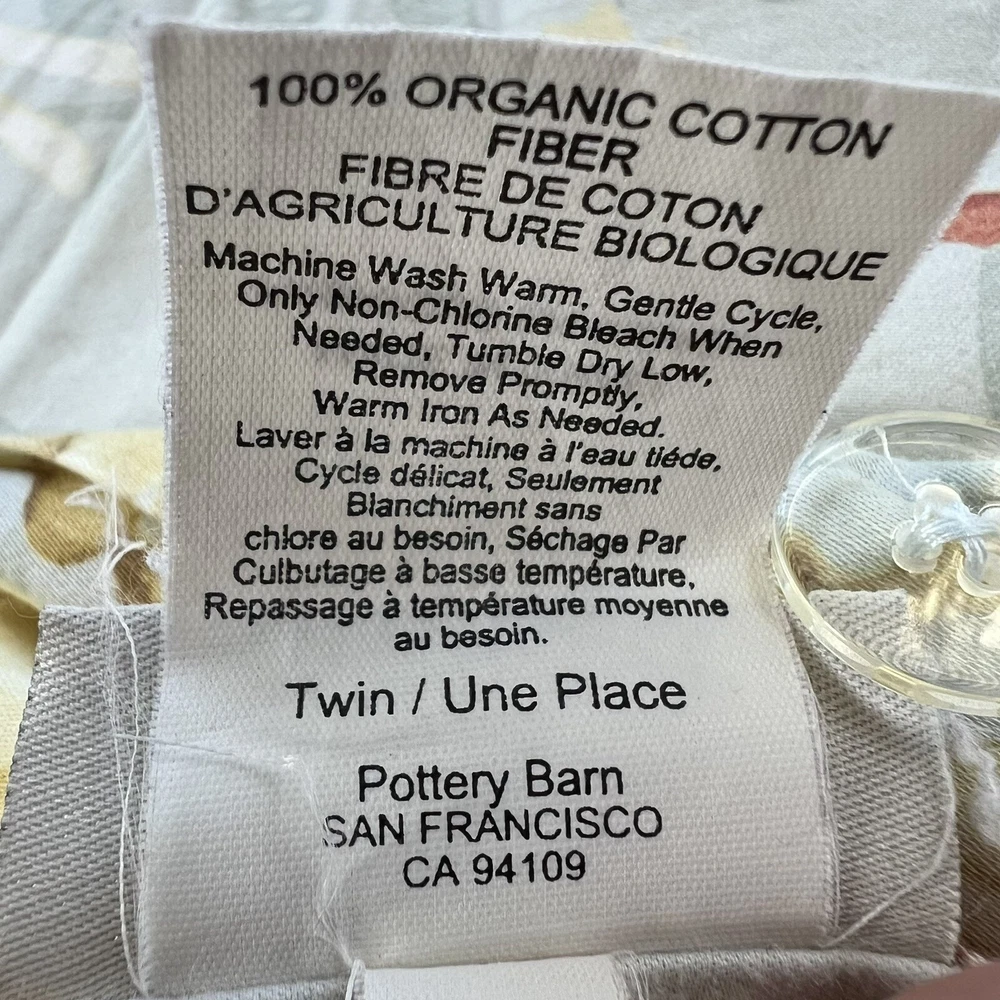 100% ORGANIC COTTON
FIBER
FIBRE DE COTON
D'AGRICULTURE BIOLOGIQUE
Machine Wash Warm, Gentle Cycle,
Only Non-Chlorine Bleach When
Needed, Tumble Dry Low,
Remove Promptly,
Warm Iron As Needed.
Laver à la machine à l'eau tiéde,
Cycle délicat, Seulement
Blanchiment sans
chlore au besoin, Séchage Par
Culbutage à basse température,
Repassage à température moyenne
au besoin.
Twin / Une Place
Pottery Barn
SAN FRANCISCO
CA 94109